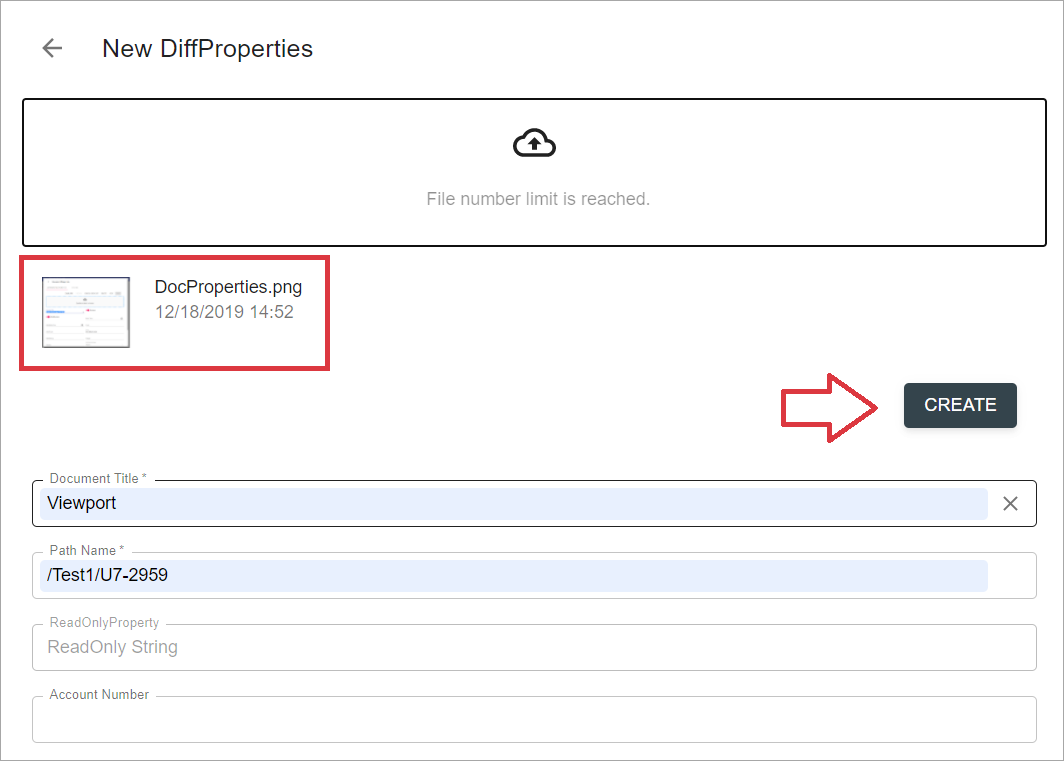 New DiffProperties
File number limit is reached.
DocProperties.png
12/18/2019 14:52
CREATE
Document Title *
Viewport
Path Name *
/Test1/U7-2959
ReadOnlyProperty
ReadOnly String
Account Number